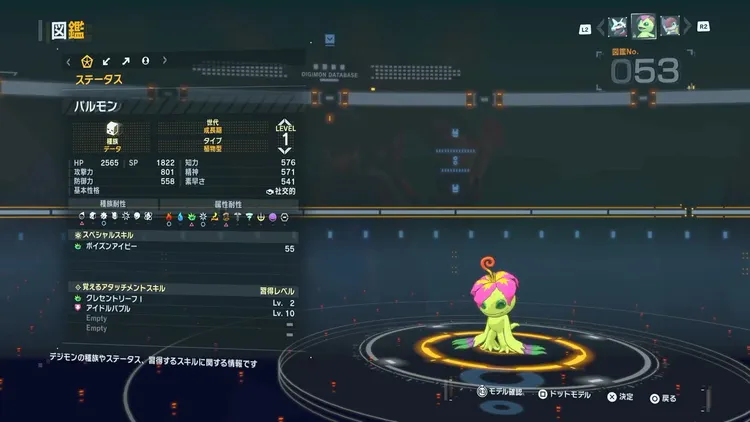 図鑑
L2
R2
図鑑No.
053
ステータス
DIGIMON DATABASE
パルモン
種族
データ
世代
成長期
タイプ
植物型
LEVEL
1
HP 2565 SP 1822 知力 576
攻撃力 801 精神 571
防御力 558 素早さ 541
基本性格 社交的
種族耐性 属性耐性
スペシャルスキル
ポイズンアイビー 55
覚えるアタッチメントスキル 習得レベル
クレセントリーフⅠ Lv. 2
アイドルバブル Lv. 10
Empty
Empty
デジモンの種族やステータス、習得するスキルに関する情報です
モデル確認 ドットモデル 決定 戻る